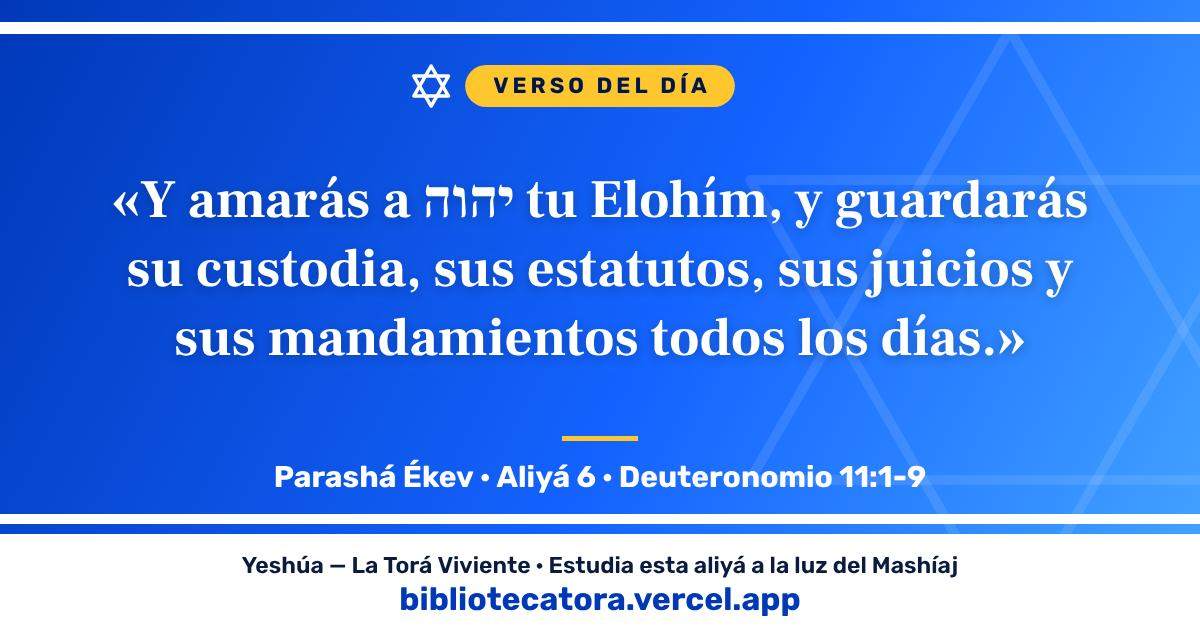 VERSO DEL DÍA
«Y amarás a יהוה tu Elohím, y guardarás
su custodia, sus estatutos, sus juicios y
sus mandamientos todos los días.»
Parashá Ékev • Aliyá 6 • Deuteronomio 11:1-9
Yeshúa — La Torá Viviente • Estudia esta aliyá a la luz del Mashíaj
bibliotecatora.vercel.app